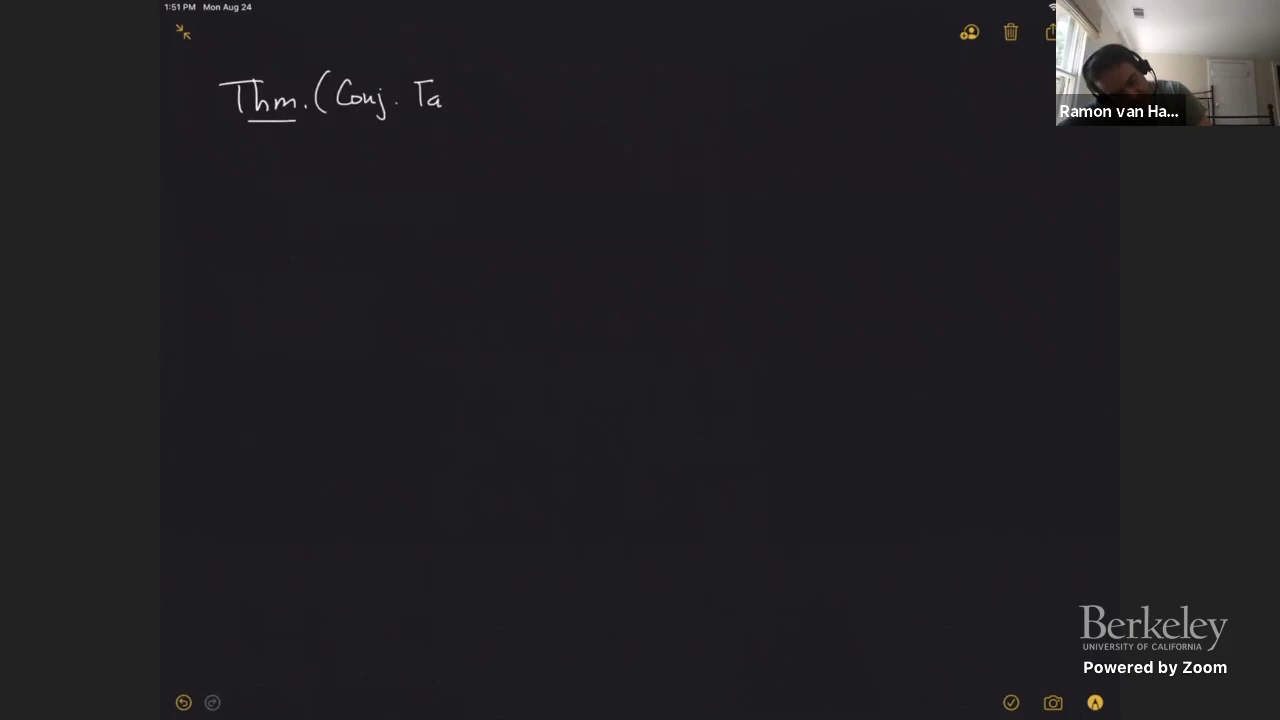 1:51 PM Mon Aug 24
Thm. (Conj. Ta
Ramon van Ha...
Berkeley
UNIVERSITY OF CALIFORNIA
Powered by Zoom